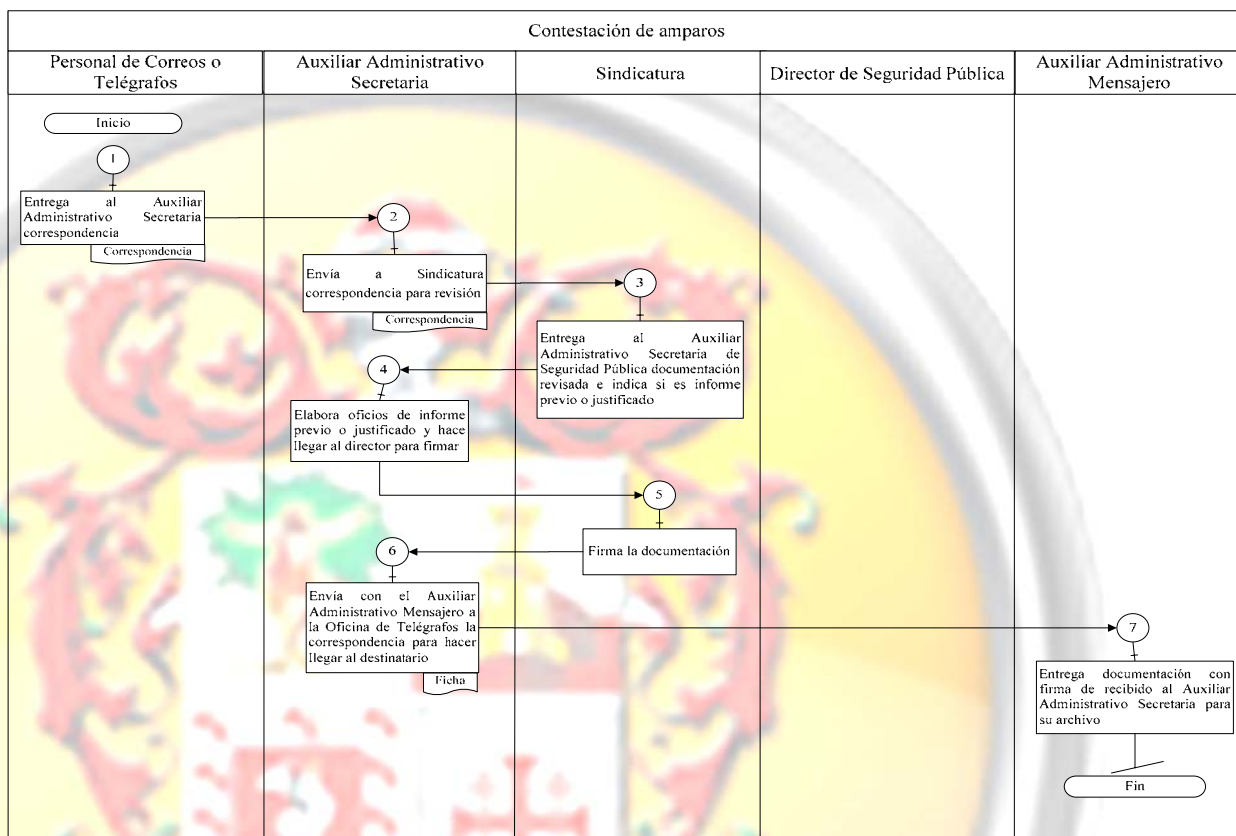 Contestación de amparos
Personal de Correos o
Telégrafos
Auxiliar Administrativo
Secretaria
Sindicatura
Director de Seguridad Pública
Auxiliar Administrativo
Mensajero
Inicio
1
Entrega al Auxiliar
Administrativo Secretaria
correspondencia
Correspondencia
2
Envía a Sindicatura
correspondencia para revisión
Correspondencia
3
Entrega al Auxiliar
Administrativo Secretaria de
Seguridad Pública documentación
revisada e indica si es informe
previo o justificado
4
Elabora oficios de informe
previo o justificado y hace
llegar al director para firmar
5
Firma la documentación
6
Envía con el Auxiliar
Administrativo Mensajero a
la Oficina de Telégrafos la
correspondencia para hacer
llegar al destinatario
Ficha
7
Entrega documentación con
firma de recibido al Auxiliar
Administrativo Secretaria para
su archivo
Fin